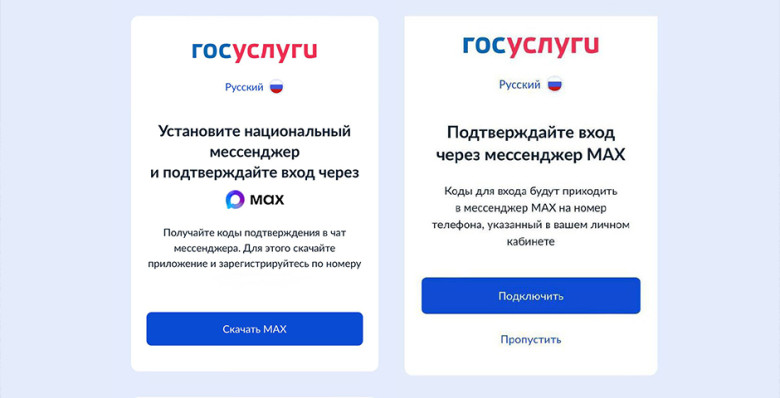 госуслуги
Русский
Установите национальный
мессенджер
и подтверждайте вход через
мах
Получайте коды подтверждения в чат
мессенджера. Для этого скачайте
приложение и зарегистрируйтесь по номеру
Скачать MAX
госуслуги
Русский
Подтверждайте вход
через мессенджер MAX
Коды для входа будут приходить
в мессенджер MAX на номер
телефона, указанный в вашем личном
кабинете
Подключить
Пропустить